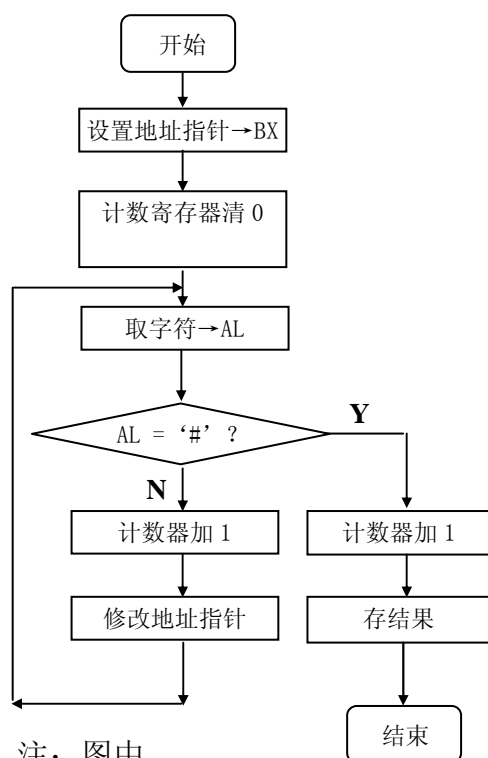 开始
设置地址指针→BX
计数寄存器清 0
取字符→AL
AL = ‘#’ ?
Y
N
计数器加 1
计数器加 1
修改地址指针
存结果
结束